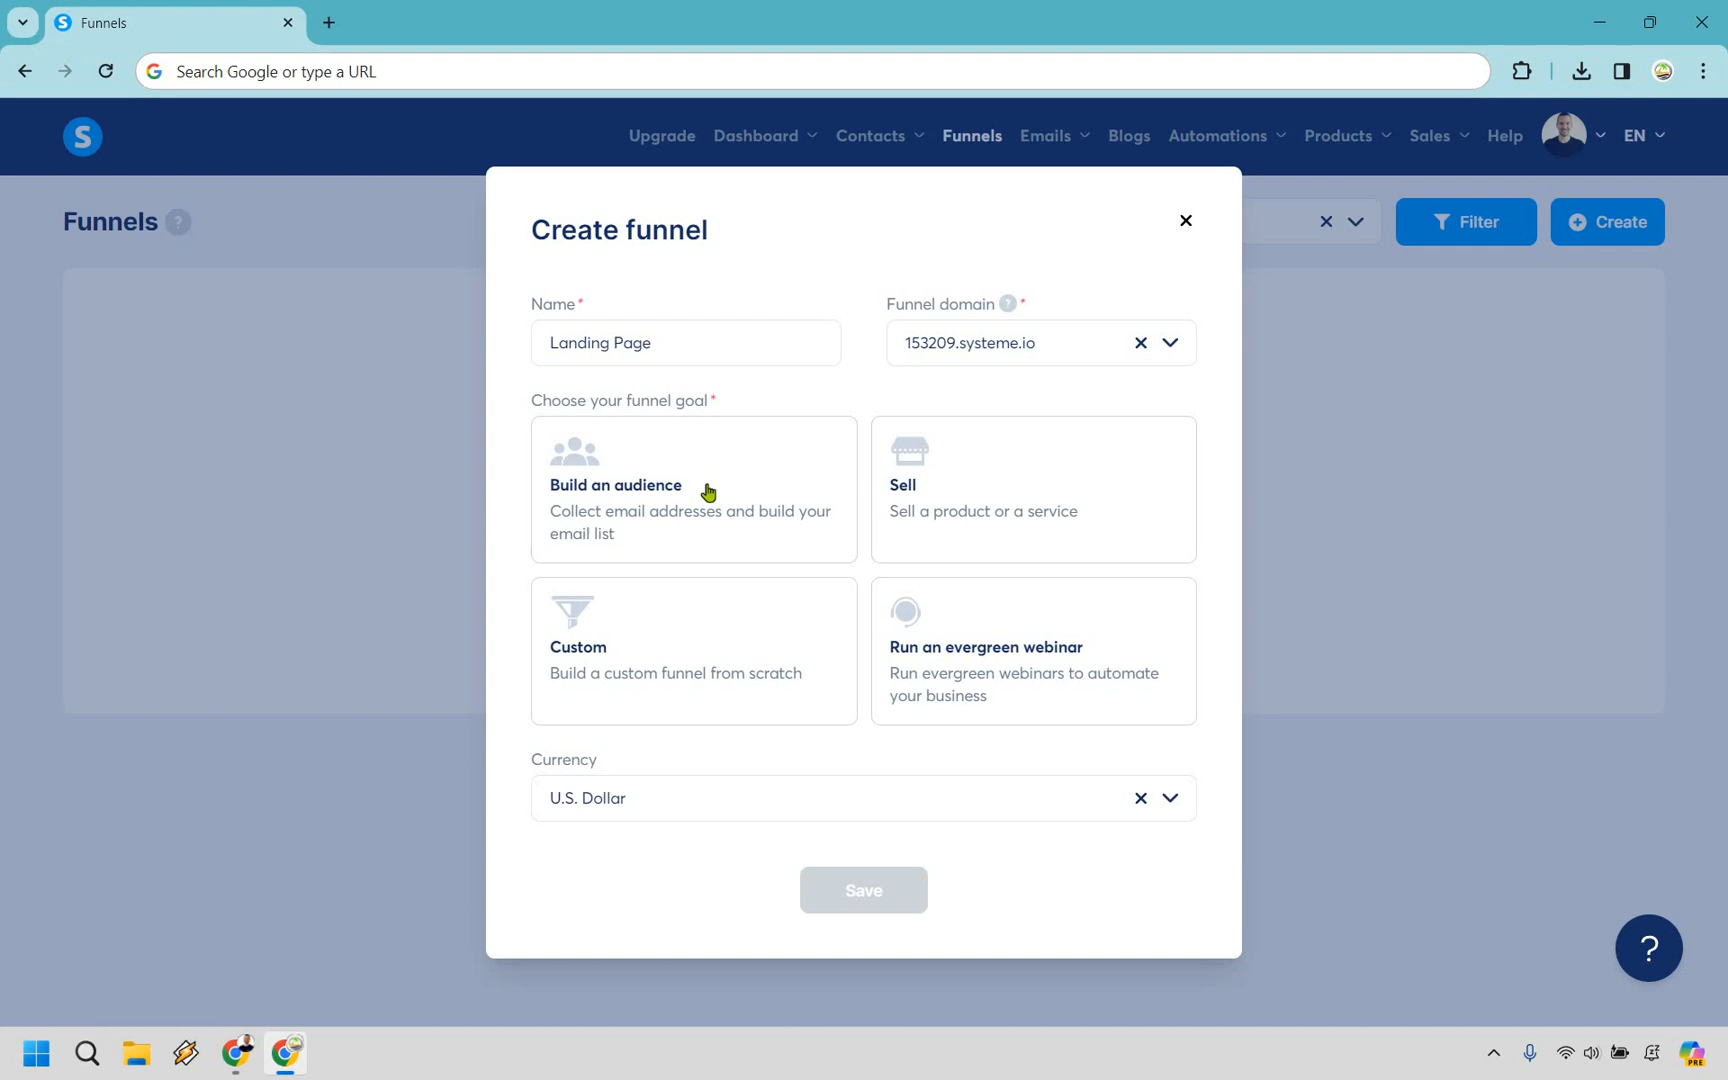 Funnels
Search Google or type a URL
S
Upgrade Dashboard Contacts Funnels Emails Blogs Automations Products Sales Help EN
Funnels ?
Filter
Create
Create funnel
Name*
Funnel domain ? *
Landing Page
153209.systeme.io
Choose your funnel goal*
Build an audience
Collect email addresses and build your
email list
Sell
Sell a product or a service
Custom
Build a custom funnel from scratch
Run an evergreen webinar
Run evergreen webinars to automate
your business
Currency
U.S. Dollar
Save
?
PRE